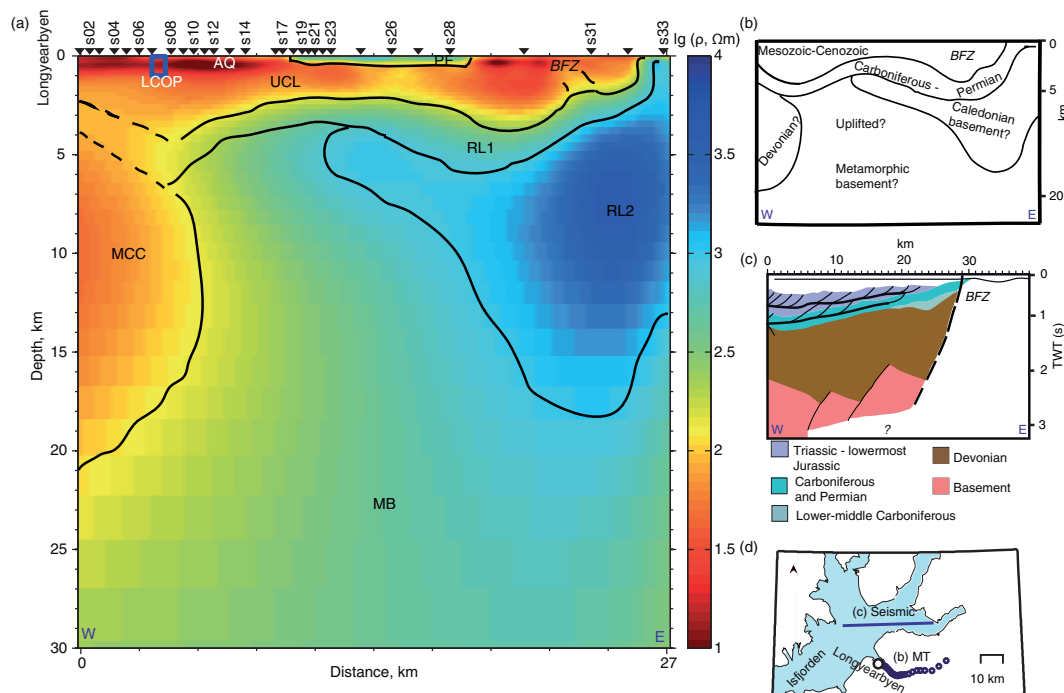 (a)
s02 s04 s06 s08 s10 s12 s14 s17 s19 s21 s23 s26 s28 s31 s33
lg (ρ, Ωm)
Longyearbyen
0
5
10
15
20
25
30
Depth, km
AQ
LCOP
UCL
PF
BFZ
RL1
RL2
MCC
MB
W
E
0
27
Distance, km
4
3.5
3
2.5
2
1.5
1
(b)
Mesozoic-Cenozoic
BFZ
Carboniferous - Permian
Caledonian
basement?
Uplifted?
Devonian?
Metamorphic
basement?
W
E
0
5
20
km
(c)
km
0 10 20 30
BFZ
0
1
2
3
TWT (s)
W
?
E
Triassic - lowermost
Jurassic
Carboniferous
and Permian
Lower-middle Carboniferous
Devonian
Basement
(d)
(c) Seismic
(b) MT
Isfjorden
Longyearbyen
10 km